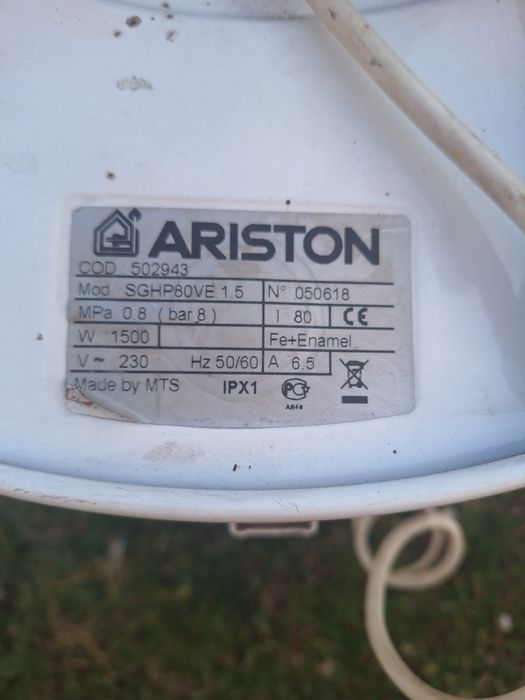 ARISTON
COD : 502943
Mod. SGHP80VE 1.5 N° 050618
MPa 0.8 ( bar 8 ) l 80 CE
W 1500 Fe+Enamel
V~ 230 Hz 50/60 A 6.5
Made by MTS IPX1
АЯ46